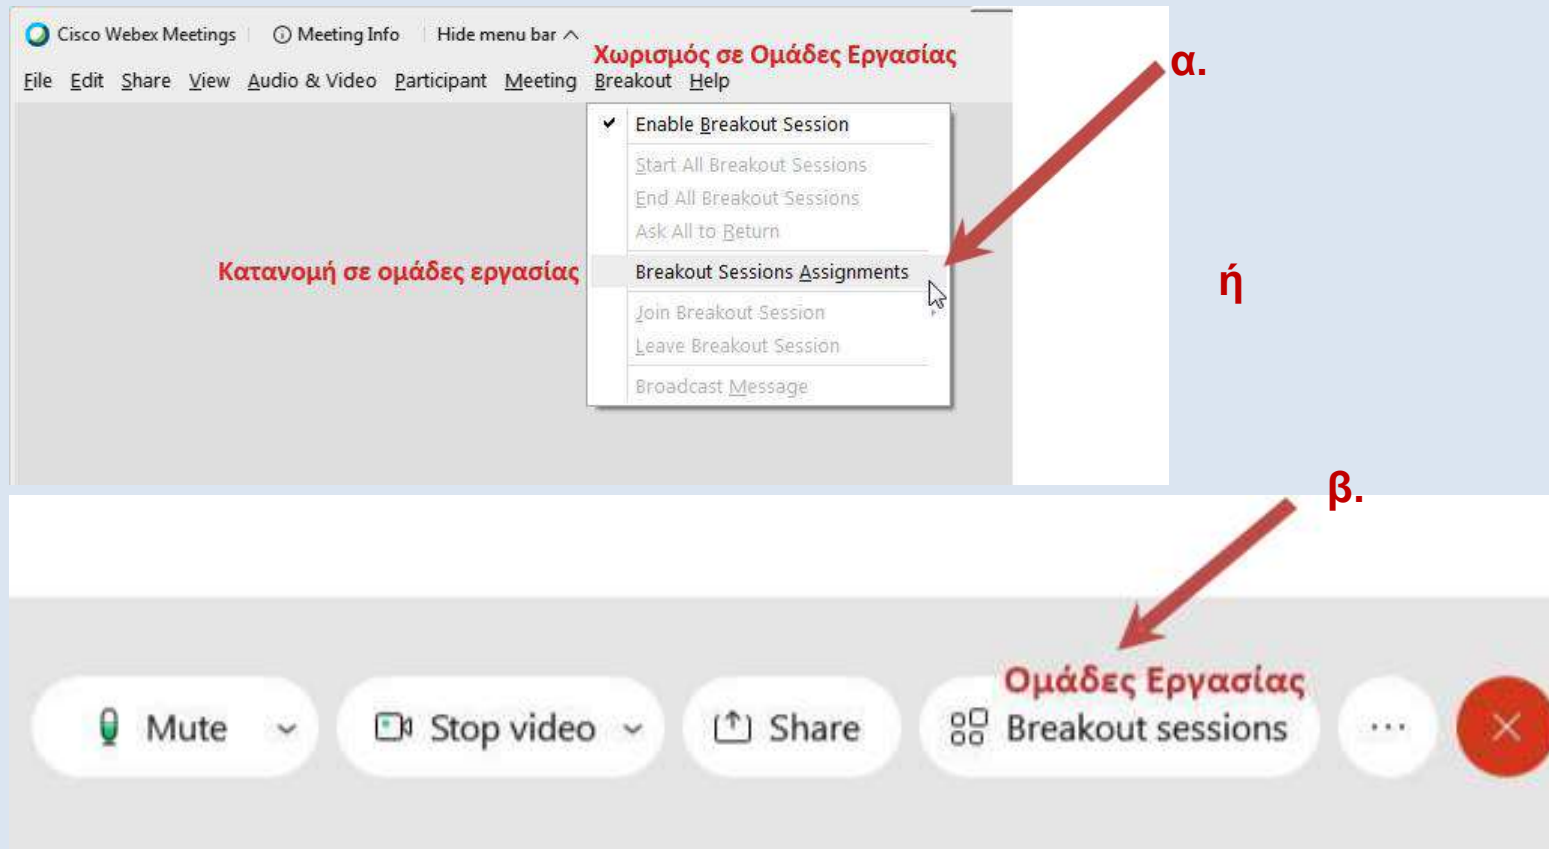 Cisco Webex Meetings Meeting Info Hide menu bar
Χωρισμός σε Ομάδες Εργασίας
α.
File Edit Share View Audio & Video Participant Meeting Breakout Help
Enable Breakout Session
Start All Breakout Sessions
End All Breakout Sessions
Ask All to Return
Κατανομή σε ομάδες εργασίας
Breakout Sessions Assignments
ή
Join Breakout Session
Leave Breakout Session
Broadcast Message
β.
Ομάδες Εργασίας
Mute Stop video Share Breakout sessions ...